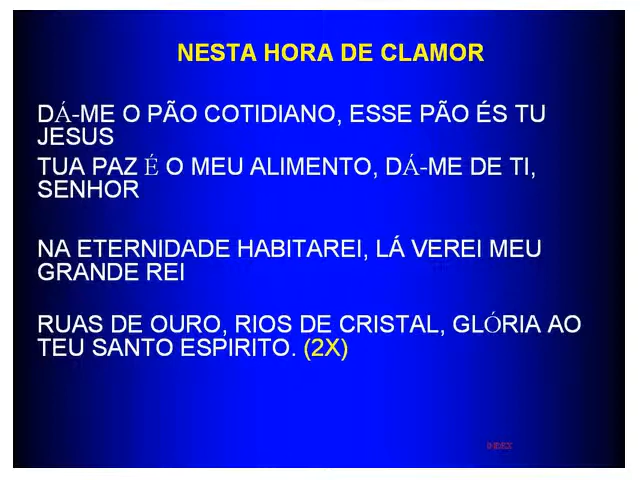 NESTA HORA DE CLAMOR
DÁ-ME O PÃO COTIDIANO, ESSE PÃO ÉS TU
JESUS
TUA PAZ É O MEU ALIMENTO, DÁ-ME DE TI,
SENHOR
NA ETERNIDADE HABITAREI, LÁ VEREI MEU
GRANDE REI
RUAS DE OURO, RIOS DE CRISTAL, GLÓRIA AO
TEU SANTO ESPIRITO. (2X)